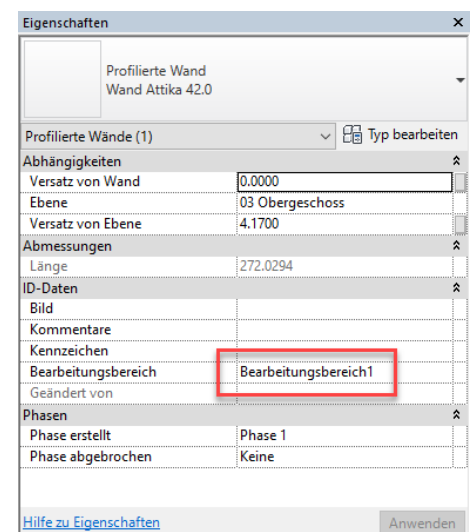 Eigenschaften
Profilierte Wand
Wand Attika 42.0
Profilierte Wände (1) Typ bearbeiten
Abhängigkeiten
Versatz von Wand 0.0000
Ebene 03 Obergeschoss
Versatz von Ebene 4.1700
Abmessungen
Länge 272.0294
ID-Daten
Bild
Kommentare
Kennzeichen
Bearbeitungsbereich Bearbeitungsbereich1
Geändert von
Phasen
Phase erstellt Phase 1
Phase abgebrochen Keine
Hilfe zu Eigenschaften Anwenden